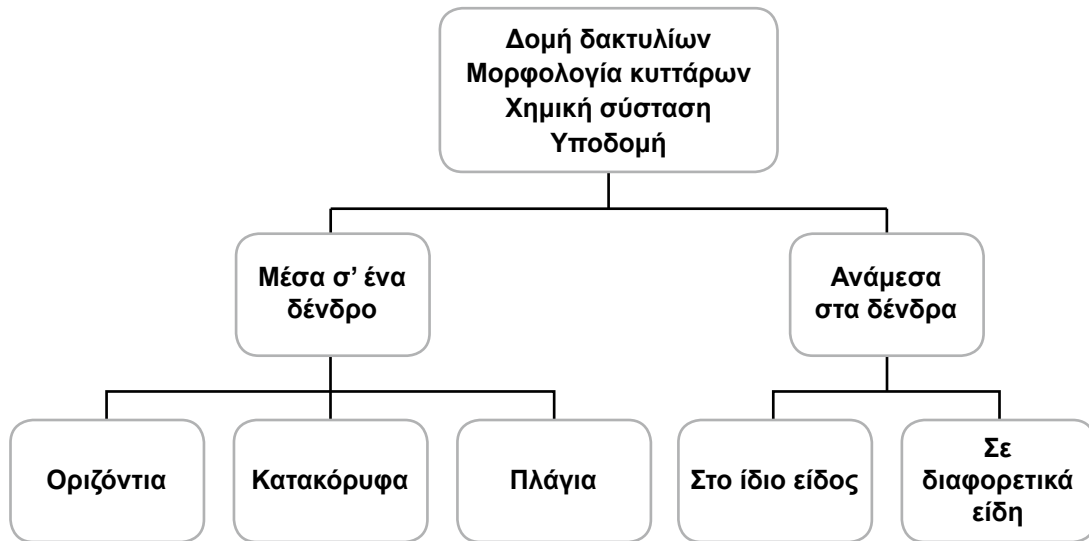 Δομή δακτυλίων
Μορφολογία κυττάρων
Χημική σύσταση
Υποδομή
Μέσα σ’ ένα
δένδρο
Ανάμεσα
στα δένδρα
Οριζόντια
Κατακόρυφα
Πλάγια
Στο ίδιο είδος
Σε
διαφορετικά
είδη